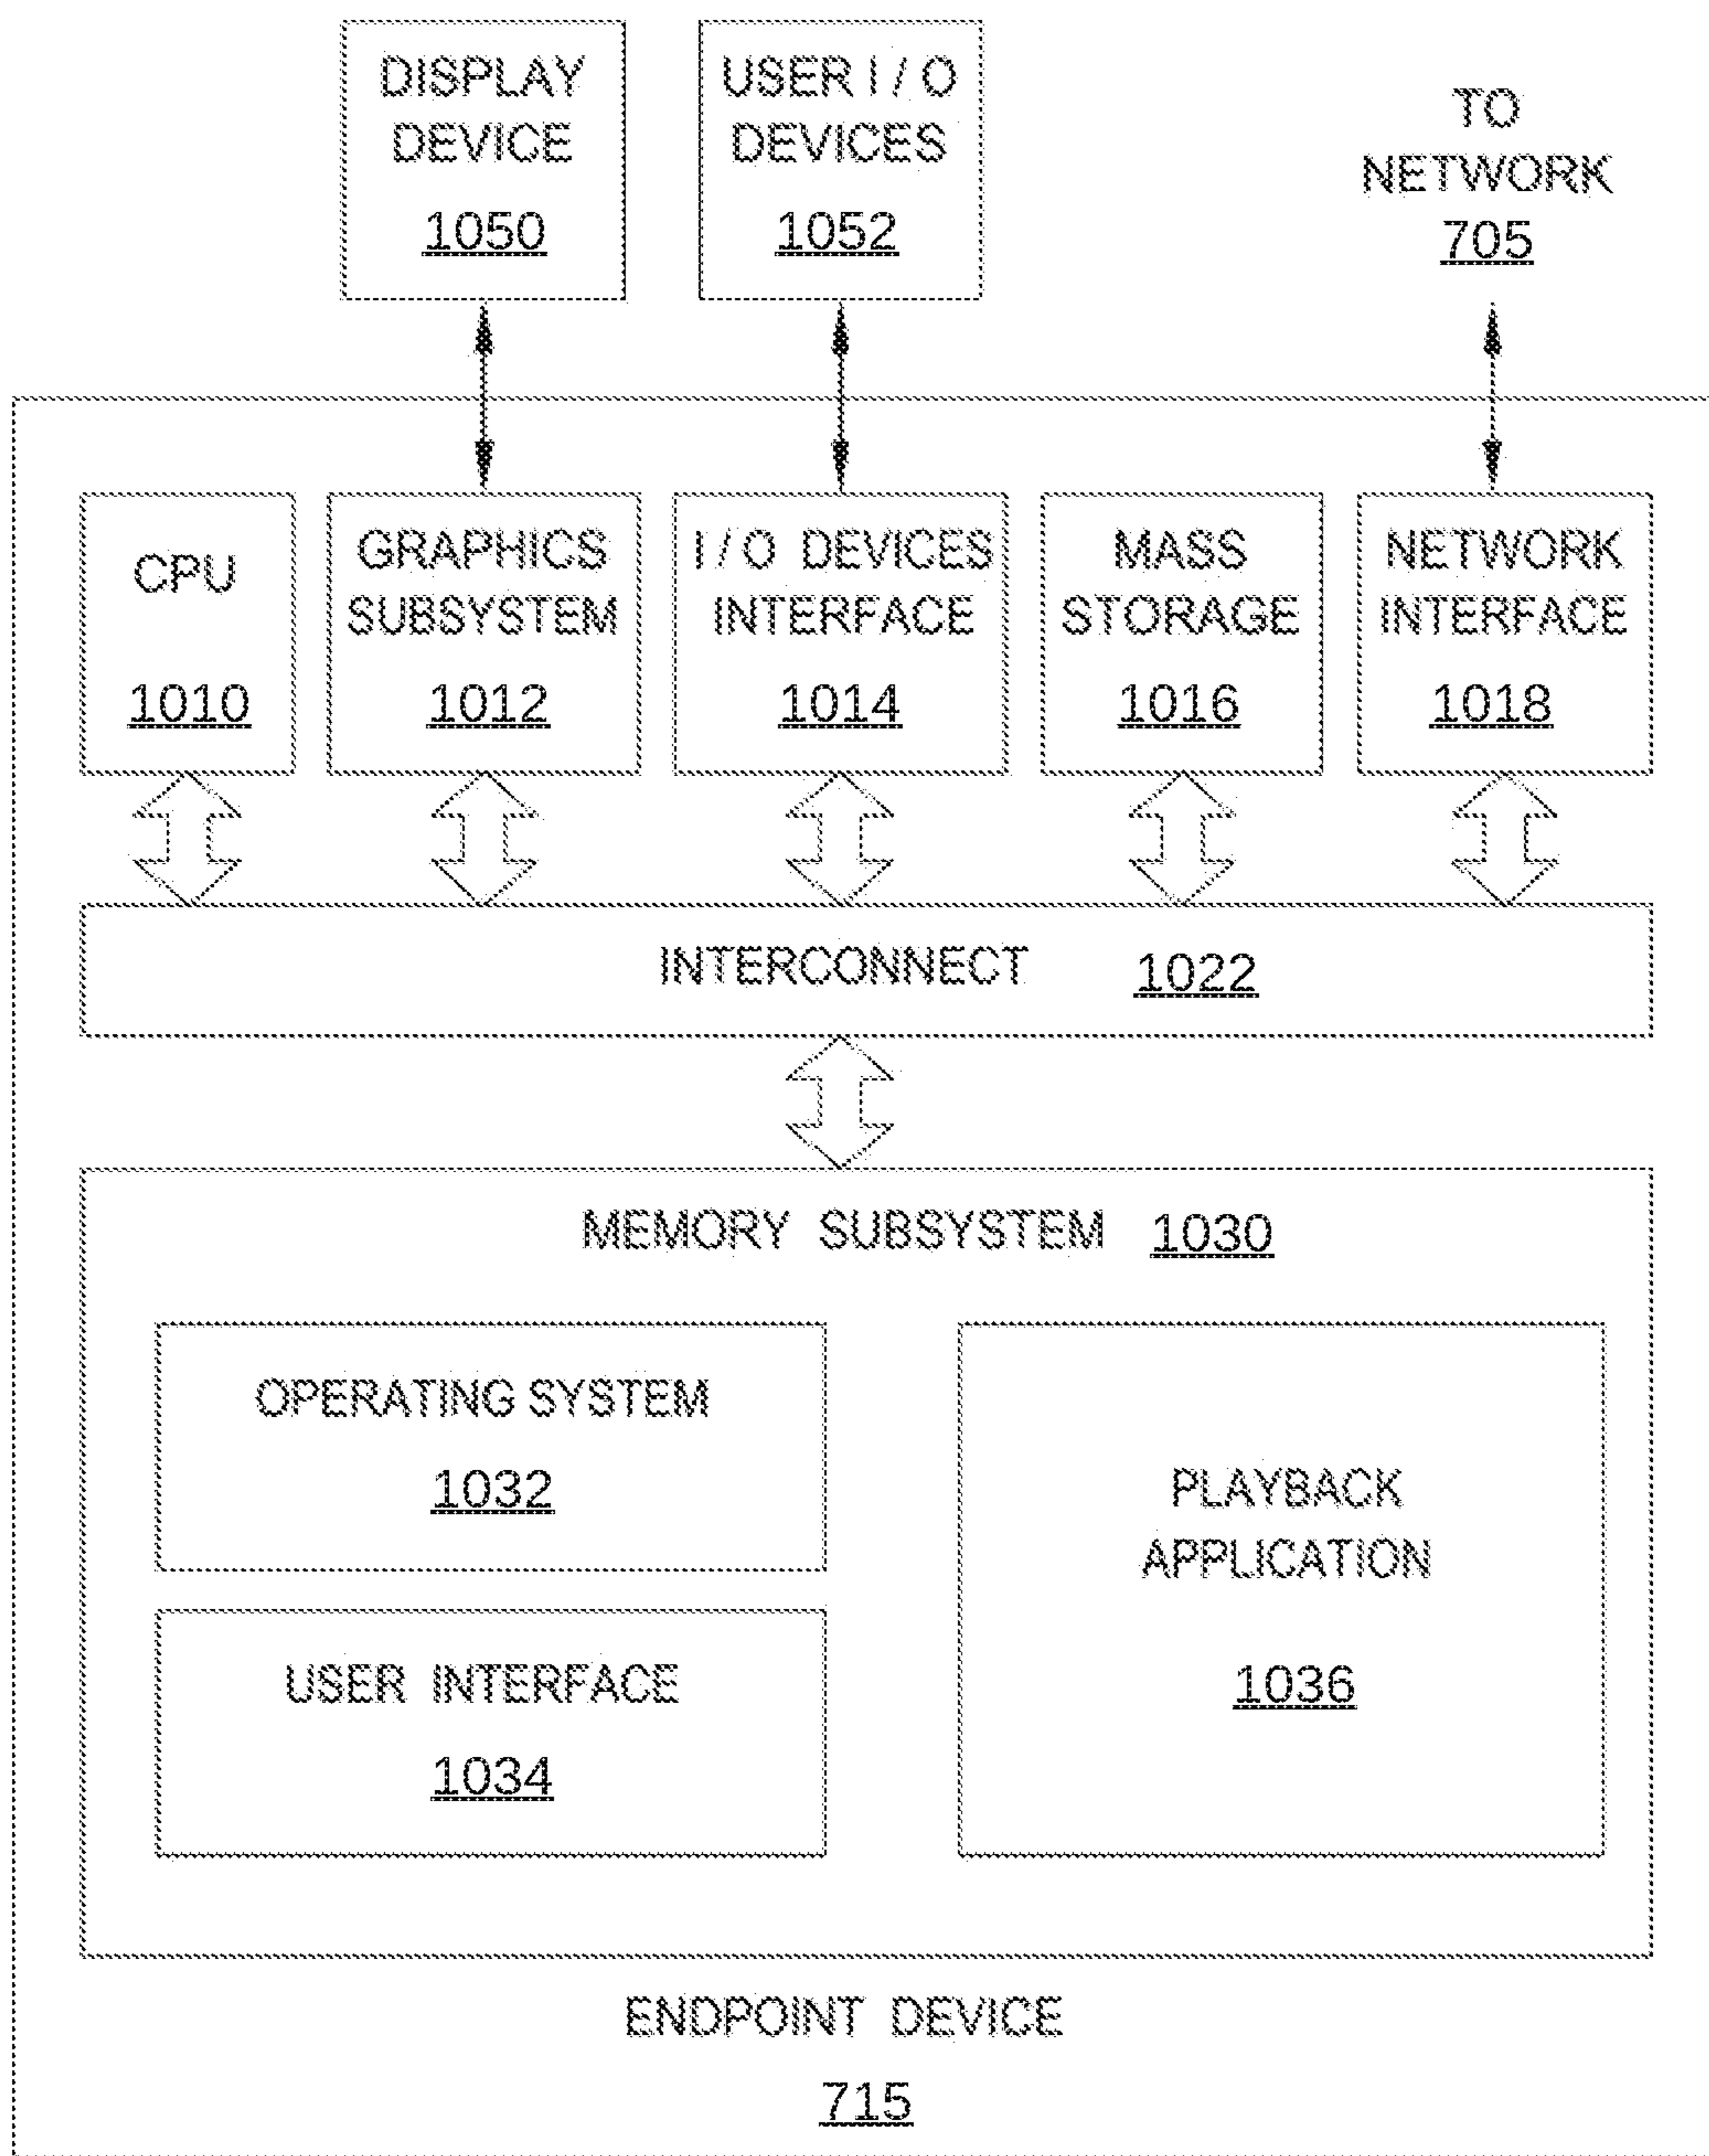 DISPLAY
DEVICE
1050
USER I / O
DEVICES
1052
TO
NETWORK
705
CPU
1010
GRAPHICS
SUBSYSTEM
1012
I / O DEVICES
INTERFACE
1014
MASS
STORAGE
1016
NETWORK
INTERFACE
1018
INTERCONNECT 1022
MEMORY SUBSYSTEM 1030
OPERATING SYSTEM
1032
USER INTERFACE
1034
PLAYBACK
APPLICATION
1036
ENDPOINT DEVICE
715